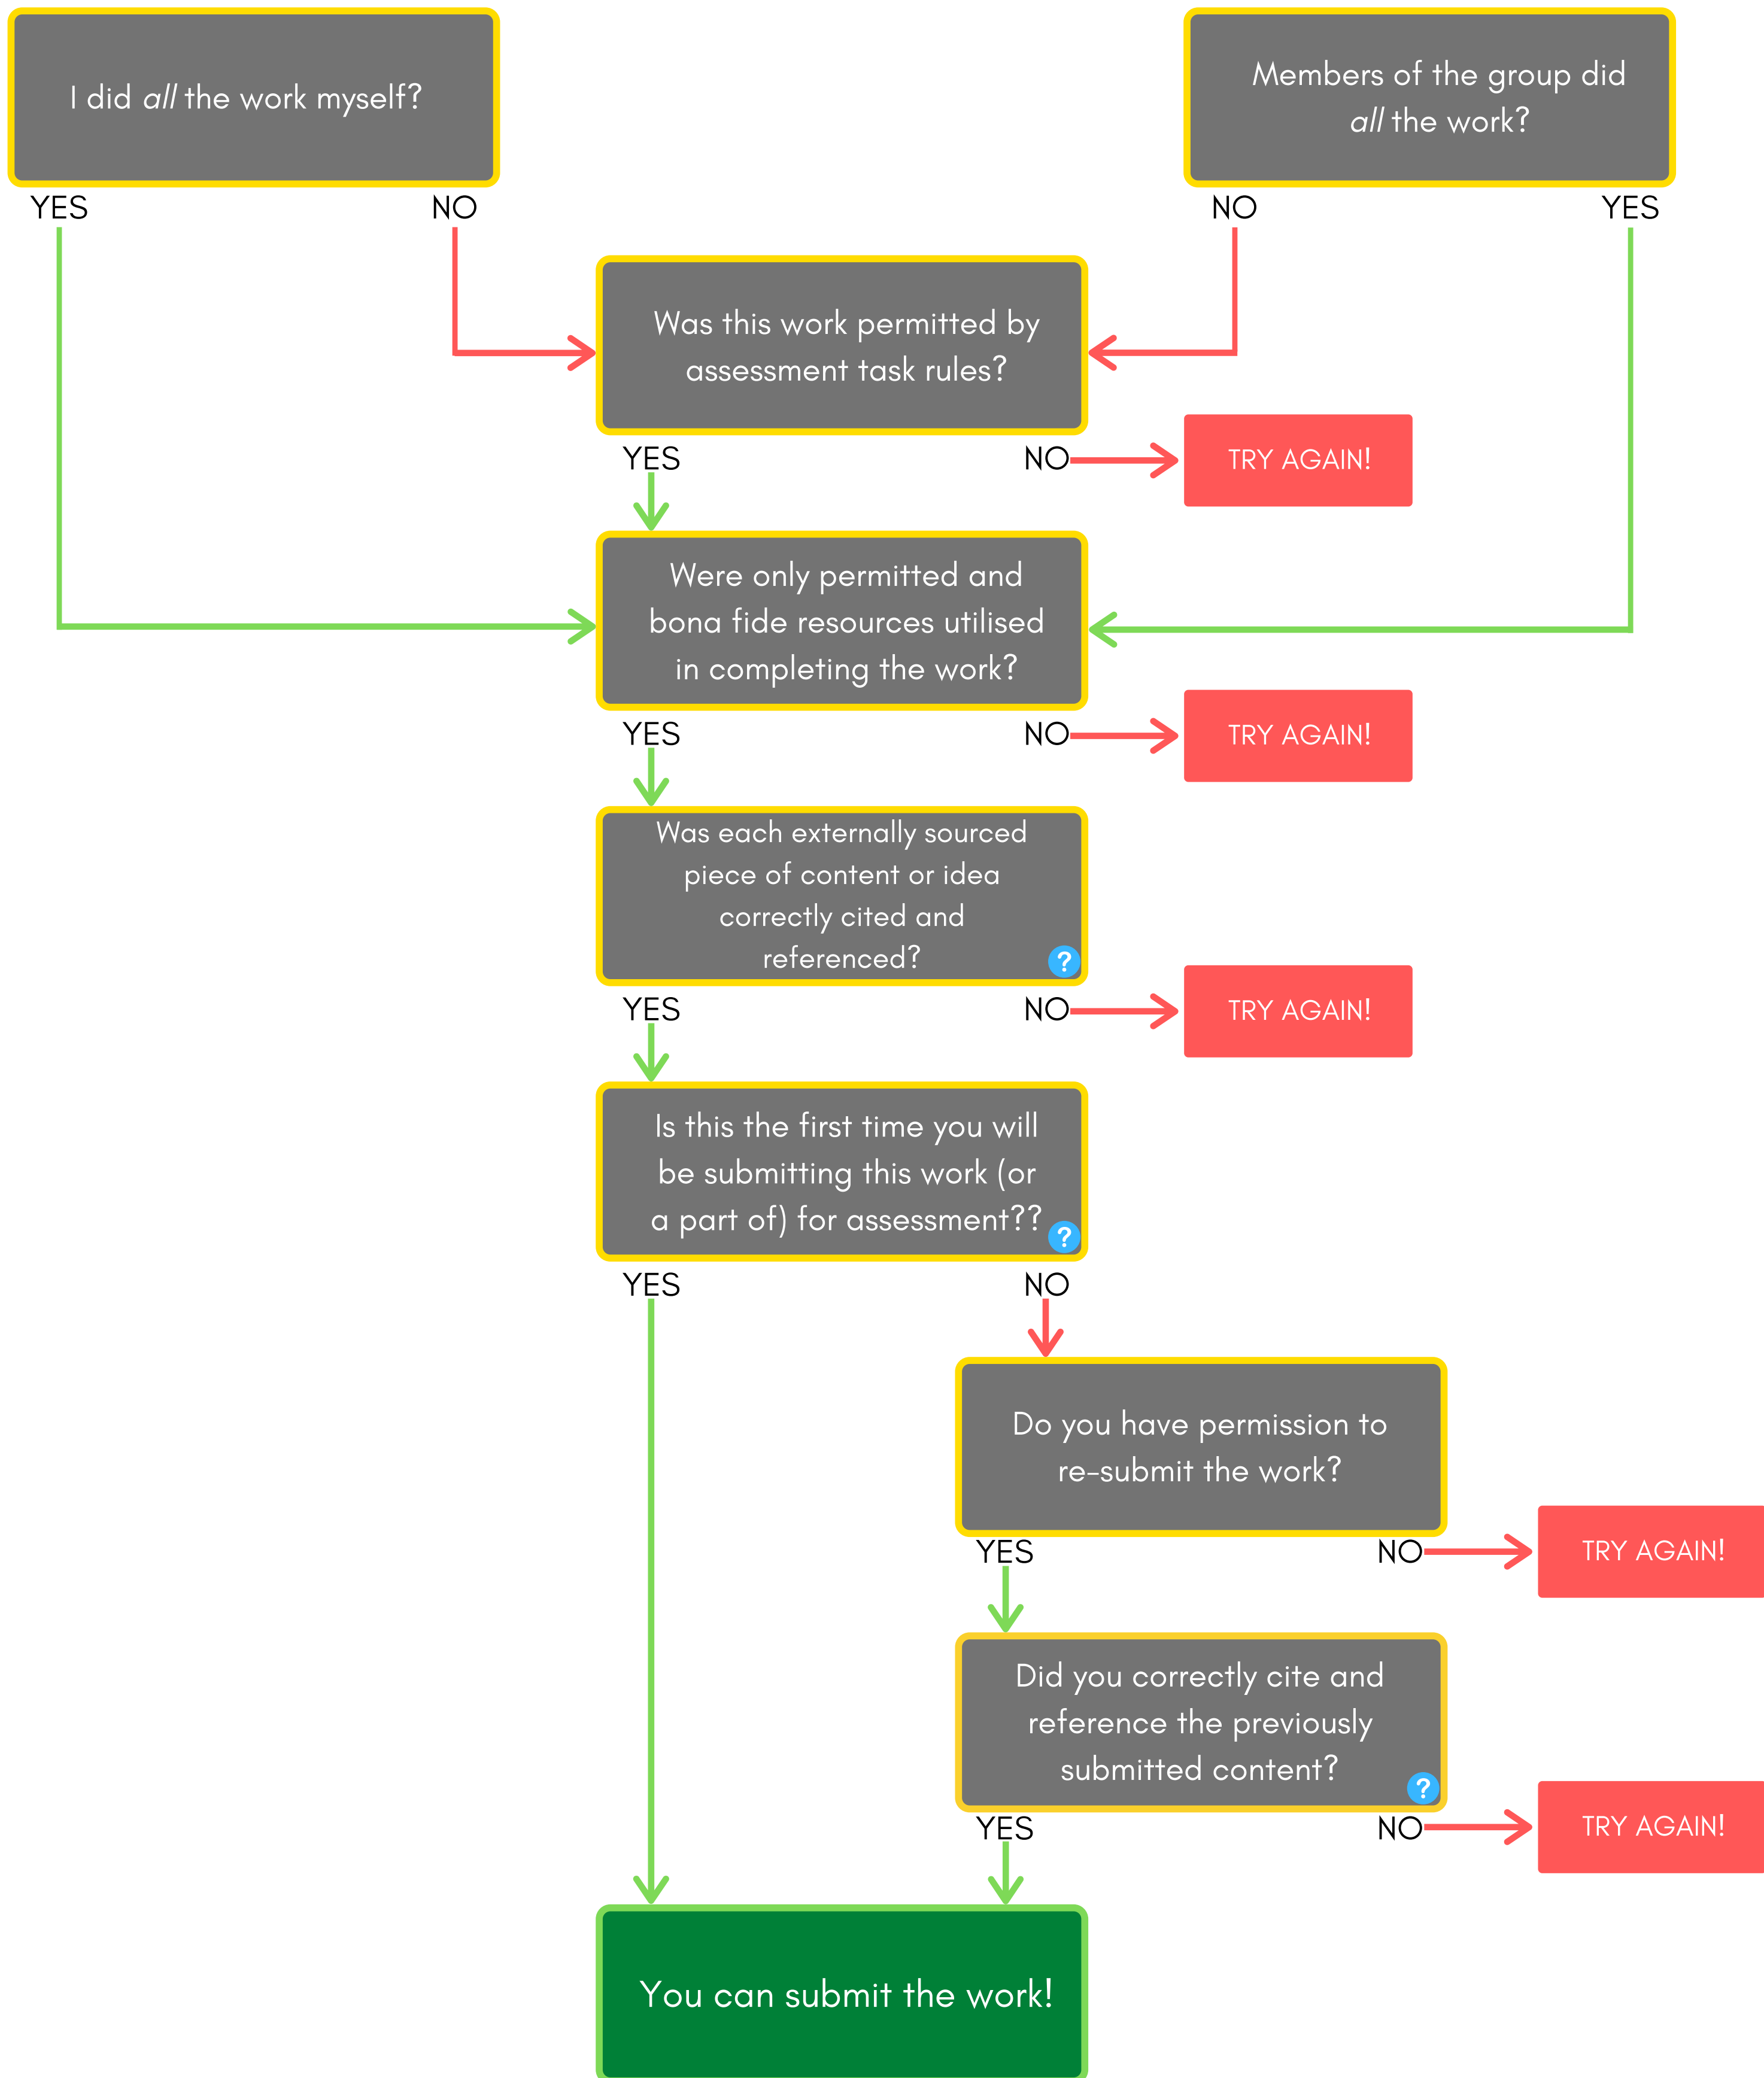 I did all the work myself?
YES
NO
Members of the group did
all the work?
NO
YES
Was this work permitted by
assessment task rules?
YES
NO
TRY AGAIN!
Were only permitted and
bona fide resources utilised
in completing the work?
YES
NO
TRY AGAIN!
Was each externally sourced
piece of content or idea
correctly cited and
referenced?
?
YES
NO
TRY AGAIN!
Is this the first time you will
be submitting this work (or
a part of) for assessment??
?
YES
NO
Do you have permission to
re-submit the work?
YES
NO
TRY AGAIN!
Did you correctly cite and
reference the previously
submitted content?
?
YES
NO
TRY AGAIN!
You can submit the work!